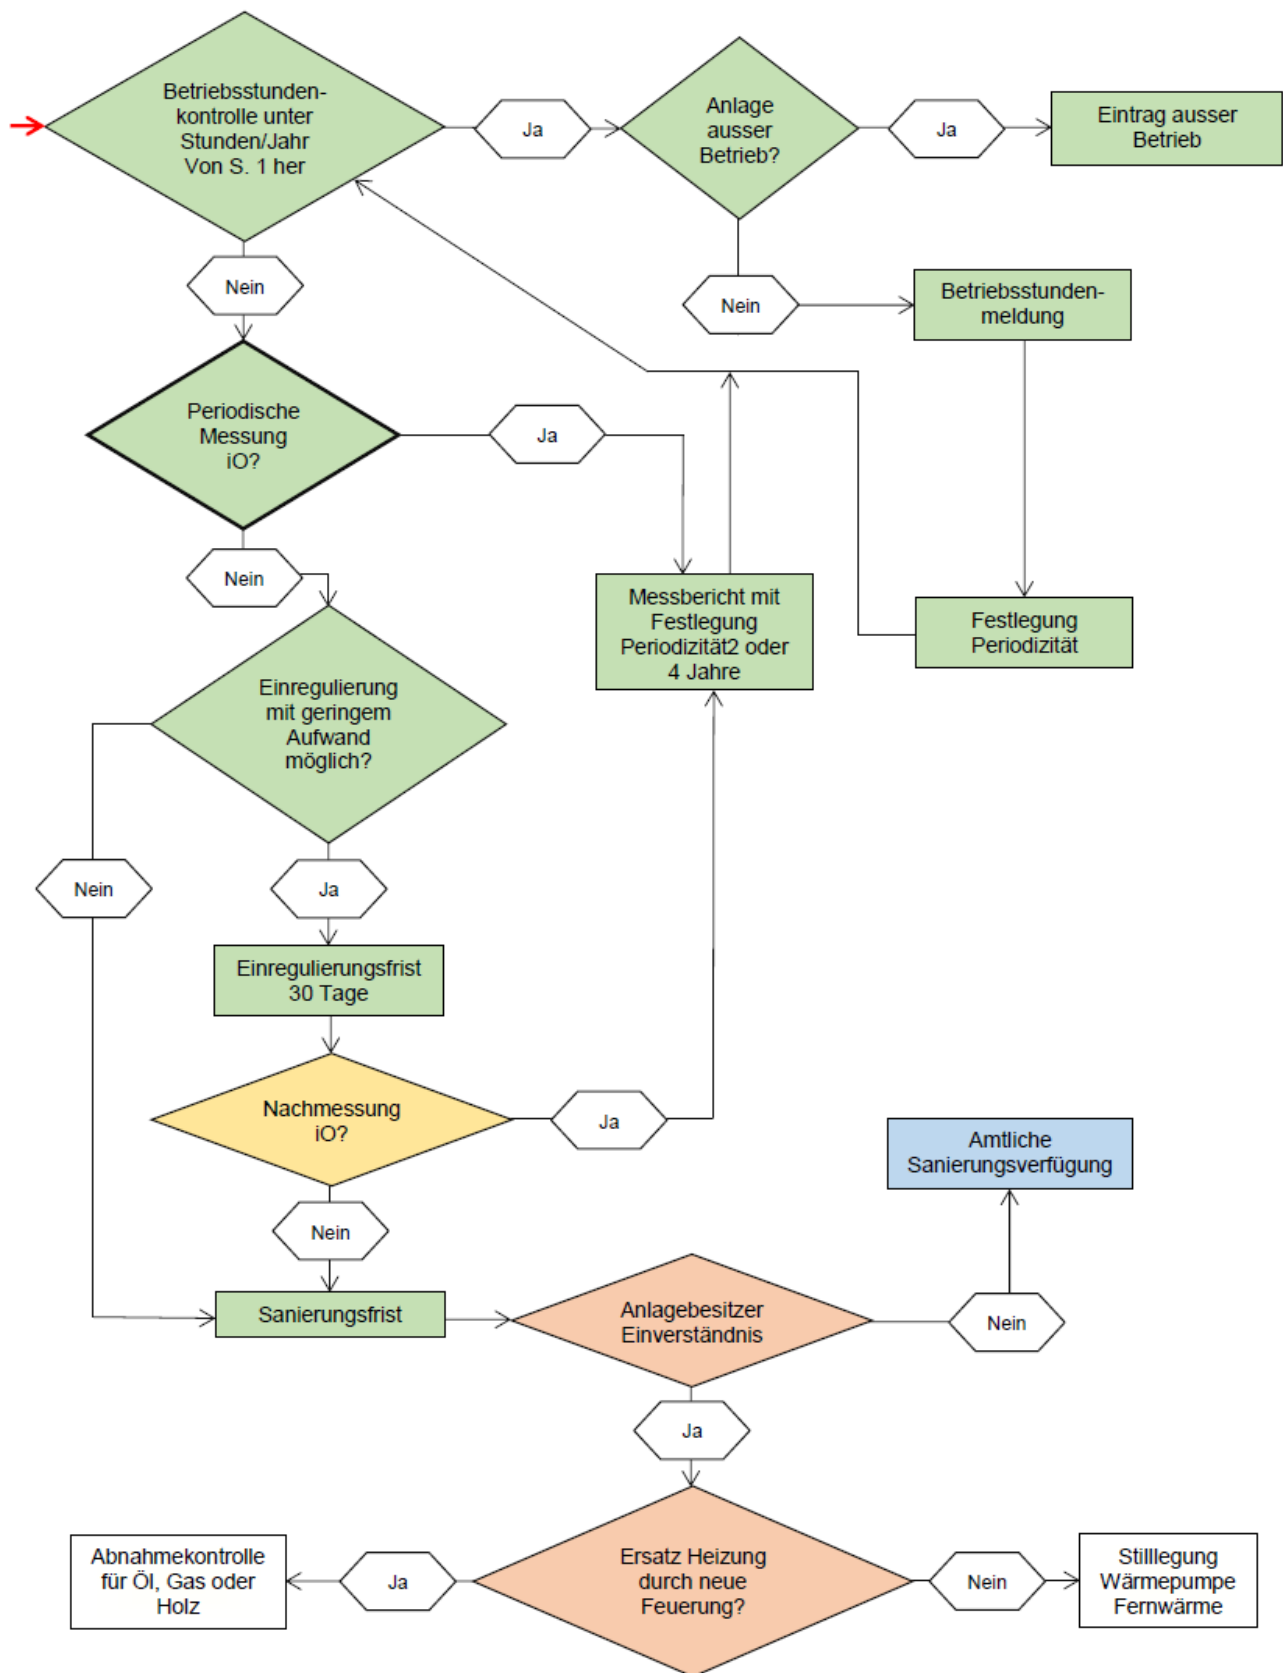 Betriebsstunden-
kontrolle unter
Stunden/Jahr
Von S. 1 her
Ja
Anlage
ausser
Betrieb?
Ja
Eintrag ausser
Betrieb
Nein
Nein
Betriebsstunden-
meldung
Periodische
Messung
iO?
Ja
Nein
Messbericht mit
Festlegung
Periodizität2 oder
4 Jahre
Festlegung
Periodizität
Einregulierung
mit geringem
Aufwand
möglich?
Nein
Ja
Einregulierungsfrist
30 Tage
Nachmessung
iO?
Ja
Amtliche
Sanierungsverfügung
Nein
Sanierungsfrist
Anlagebesitzer
Einverständnis
Nein
Ja
Abnahmekontrolle
für Öl, Gas oder
Holz
Ja
Ersatz Heizung
durch neue
Feuerung?
Nein
Stilllegung
Wärmepumpe
Fernwärme